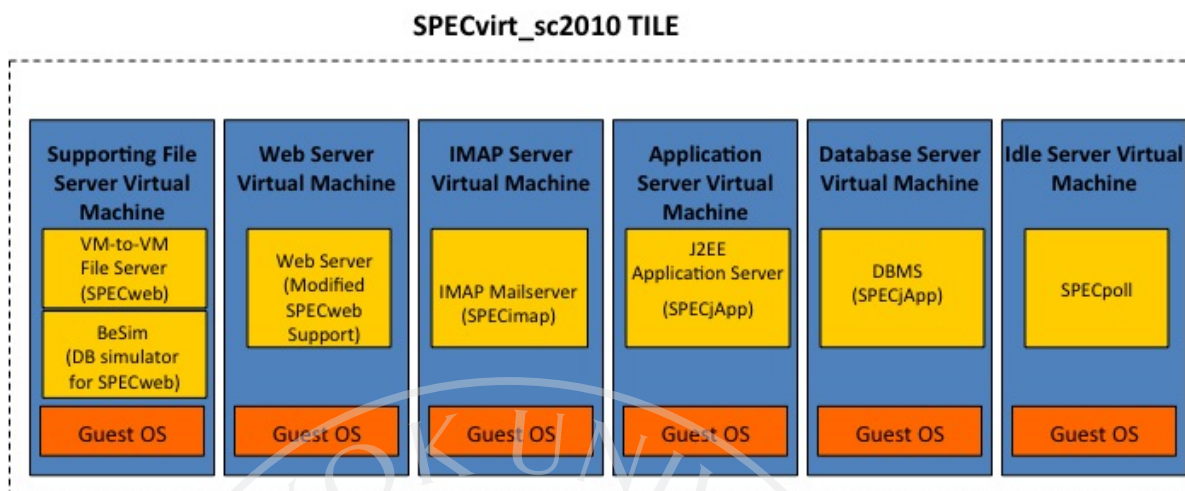 SPECvirt_sc2010 TILE
Supporting File
Server Virtual
Machine
VM-to-VM
File Server
(SPECweb)
BeSim
(DB simulator
for SPECweb)
Guest OS
Web Server
Virtual Machine
Web Server
(Modified
SPECweb
Support)
Guest OS
IMAP Server
Virtual Machine
IMAP Mailserver
(SPECimap)
Guest OS
Application
Server Virtual
Machine
J2EE
Application Server
(SPECjApp)
Guest OS
Database Server
Virtual Machine
DBMS
(SPECjApp)
Guest OS
Idle Server Virtual
Machine
SPECpoll
Guest OS